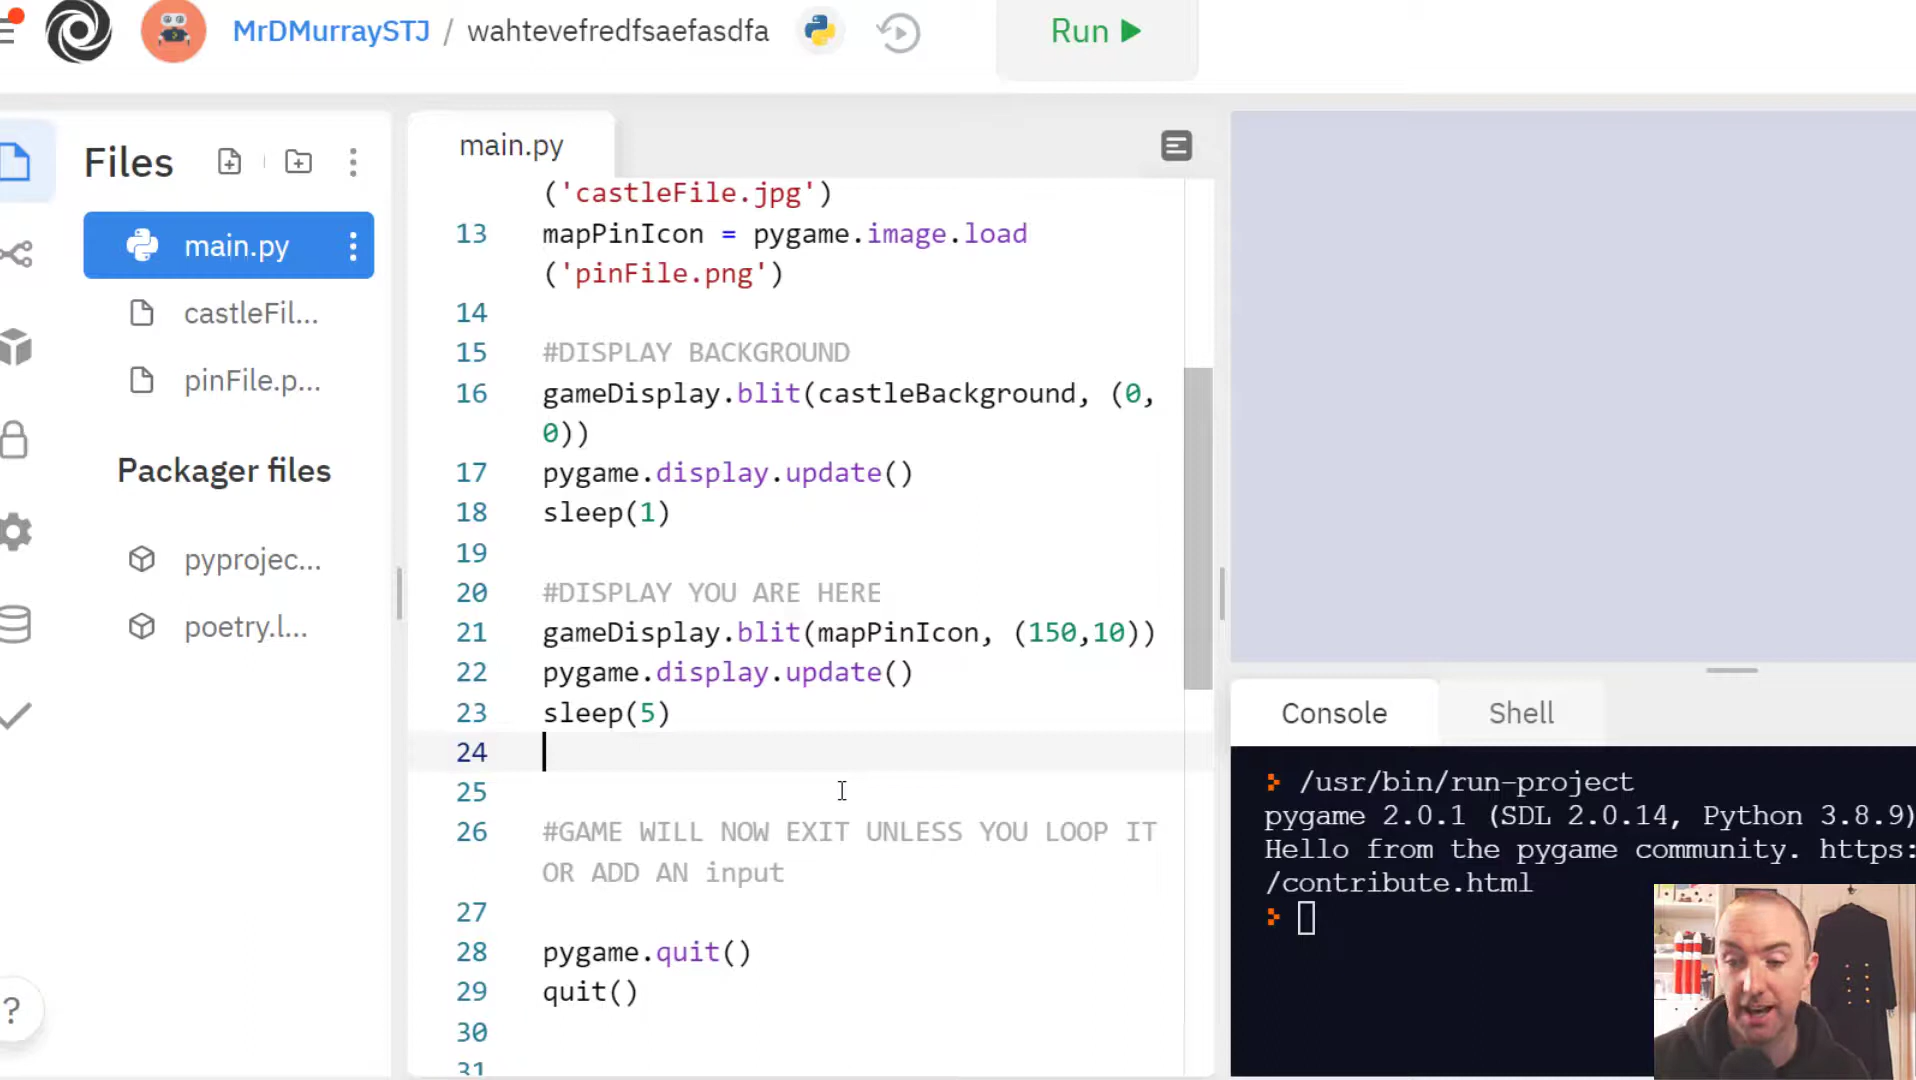 MrDMurraySTJ / wahtevefredfsaefasdfa
Run
Files
main.py
castleFil...
pinFile.p...
Packager files
pyprojec...
poetry.l...
?
main.py
('castleFile.jpg')
13 mapPinIcon = pygame.image.load
('pinFile.png')
14
15 #DISPLAY BACKGROUND
16 gameDisplay.blit(castleBackground, (0,
0))
17 pygame.display.update()
18 sleep(1)
19
20 #DISPLAY YOU ARE HERE
21 gameDisplay.blit(mapPinIcon, (150,10))
22 pygame.display.update()
23 sleep(5)
24
25
26 #GAME WILL NOW EXIT UNLESS YOU LOOP IT
OR ADD AN input
27
28 pygame.quit()
29 quit()
30
31
Console
Shell
/usr/bin/run-project
pygame 2.0.1 (SDL 2.0.14, Python 3.8.9)
Hello from the pygame community. https:
/contribute.html